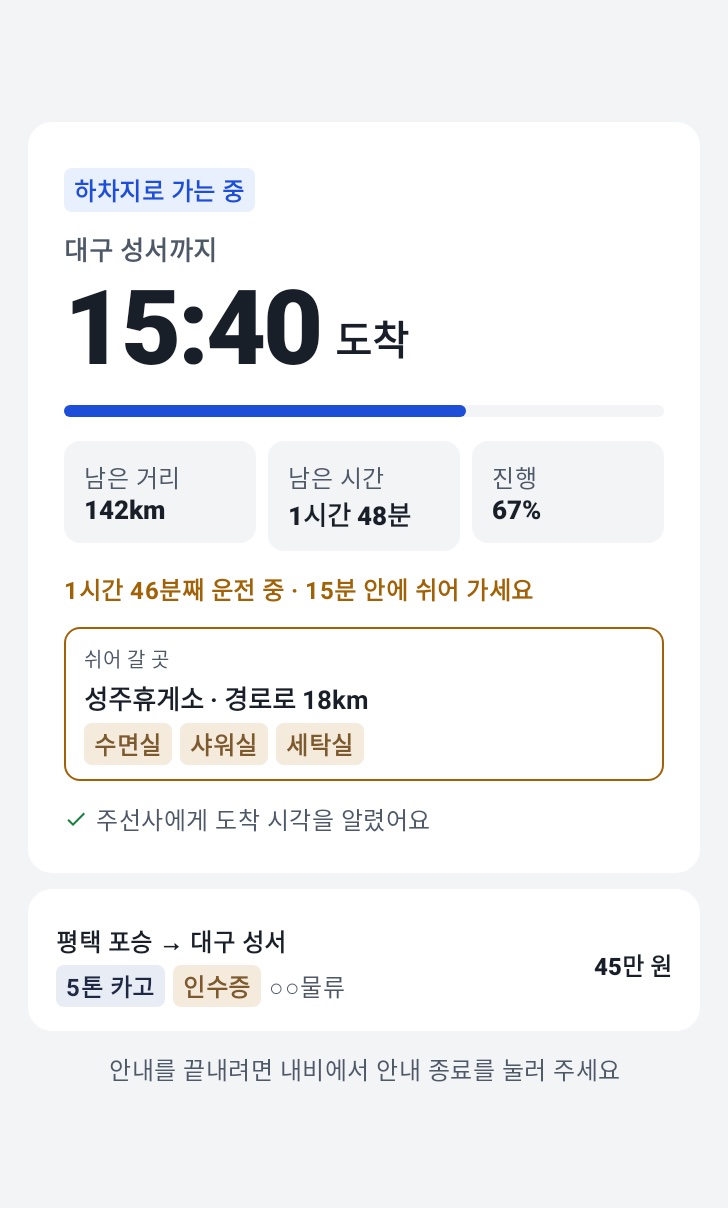 하차지로 가는 중
대구 성서까지
15:40 도착
남은 거리
142km
남은 시간
1시간 48분
진행
67%
1시간 46분째 운전 중 · 15분 안에 쉬어 가세요
쉬어 갈 곳
성주휴게소 · 경로로 18km
수면실 샤워실 세탁실
✓ 주선사에게 도착 시각을 알렸어요
평택 포승 → 대구 성서
45만 원
5톤 카고 인수증 ○○물류
안내를 끝내려면 내비에서 안내 종료를 눌러 주세요